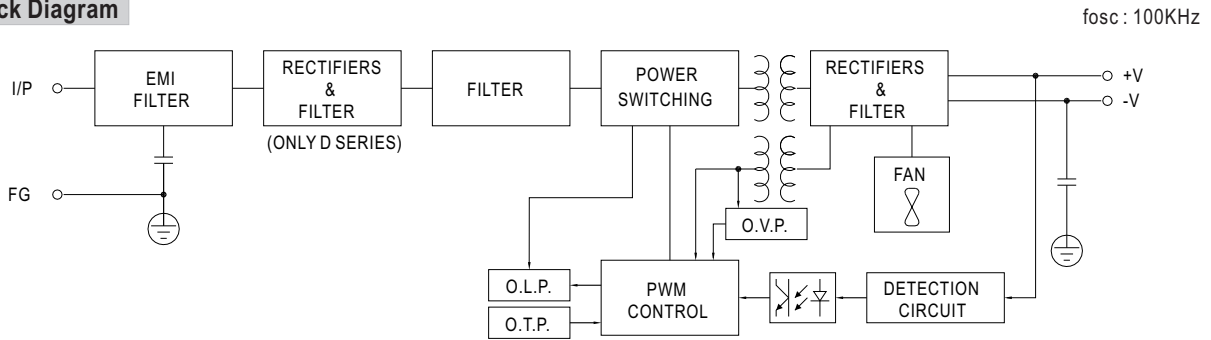 ck Diagram
fosc : 100KHz
I/P
EMI
FILTER
RECTIFIERS
&
FILTER
(ONLY D SERIES)
FILTER
POWER
SWITCHING
RECTIFIERS
&
FILTER
+V
-V
FG
FAN
O.V.P.
O.L.P.
O.T.P.
PWM
CONTROL
DETECTION
CIRCUIT